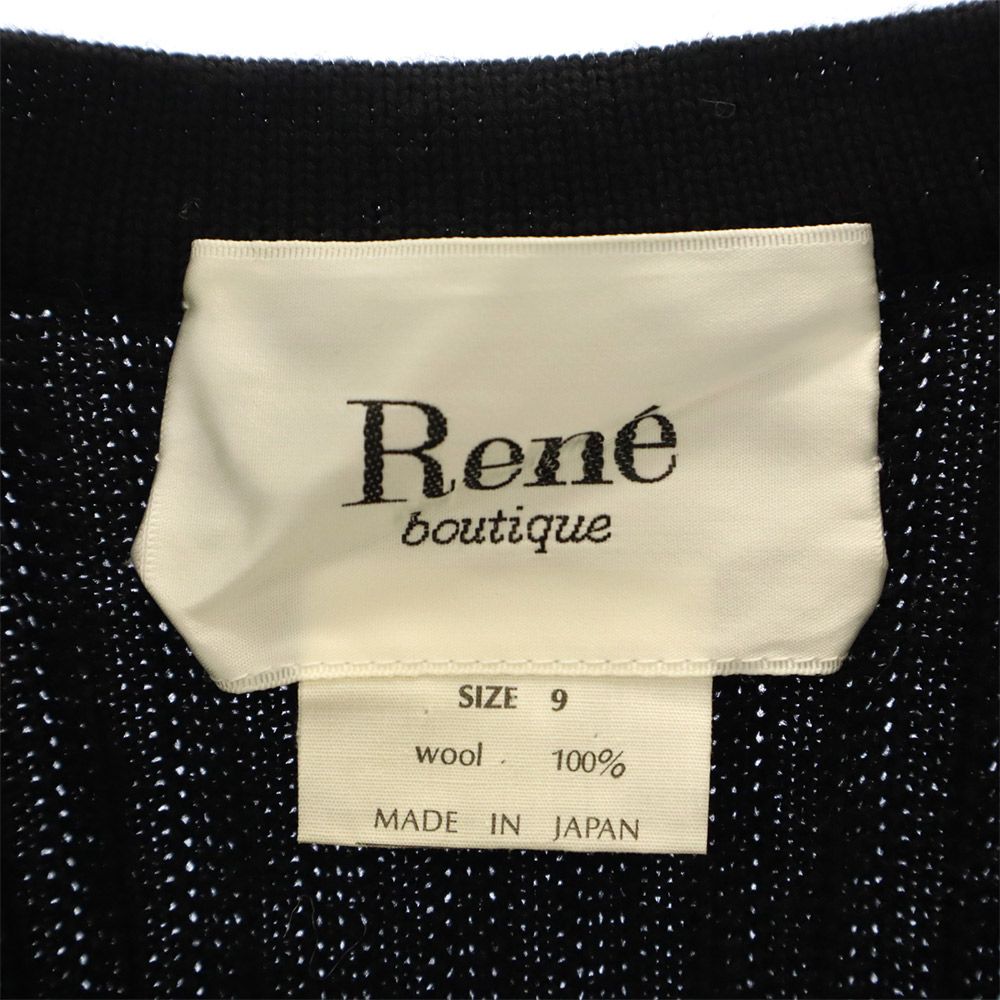 René
boutique
SIZE 9
wool 100%
MADE IN JAPAN